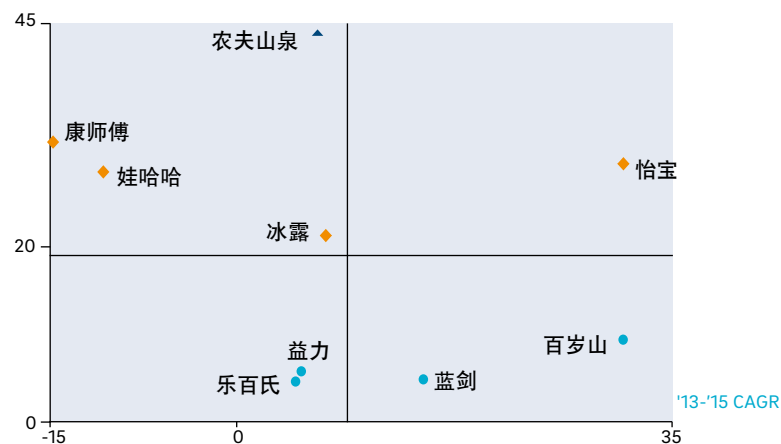 45
农夫山泉
康师傅
娃哈哈
怡宝
冰露
20
百岁山
益力
乐百氏
蓝剑
'13-'15 CAGR
0
-15
0
35